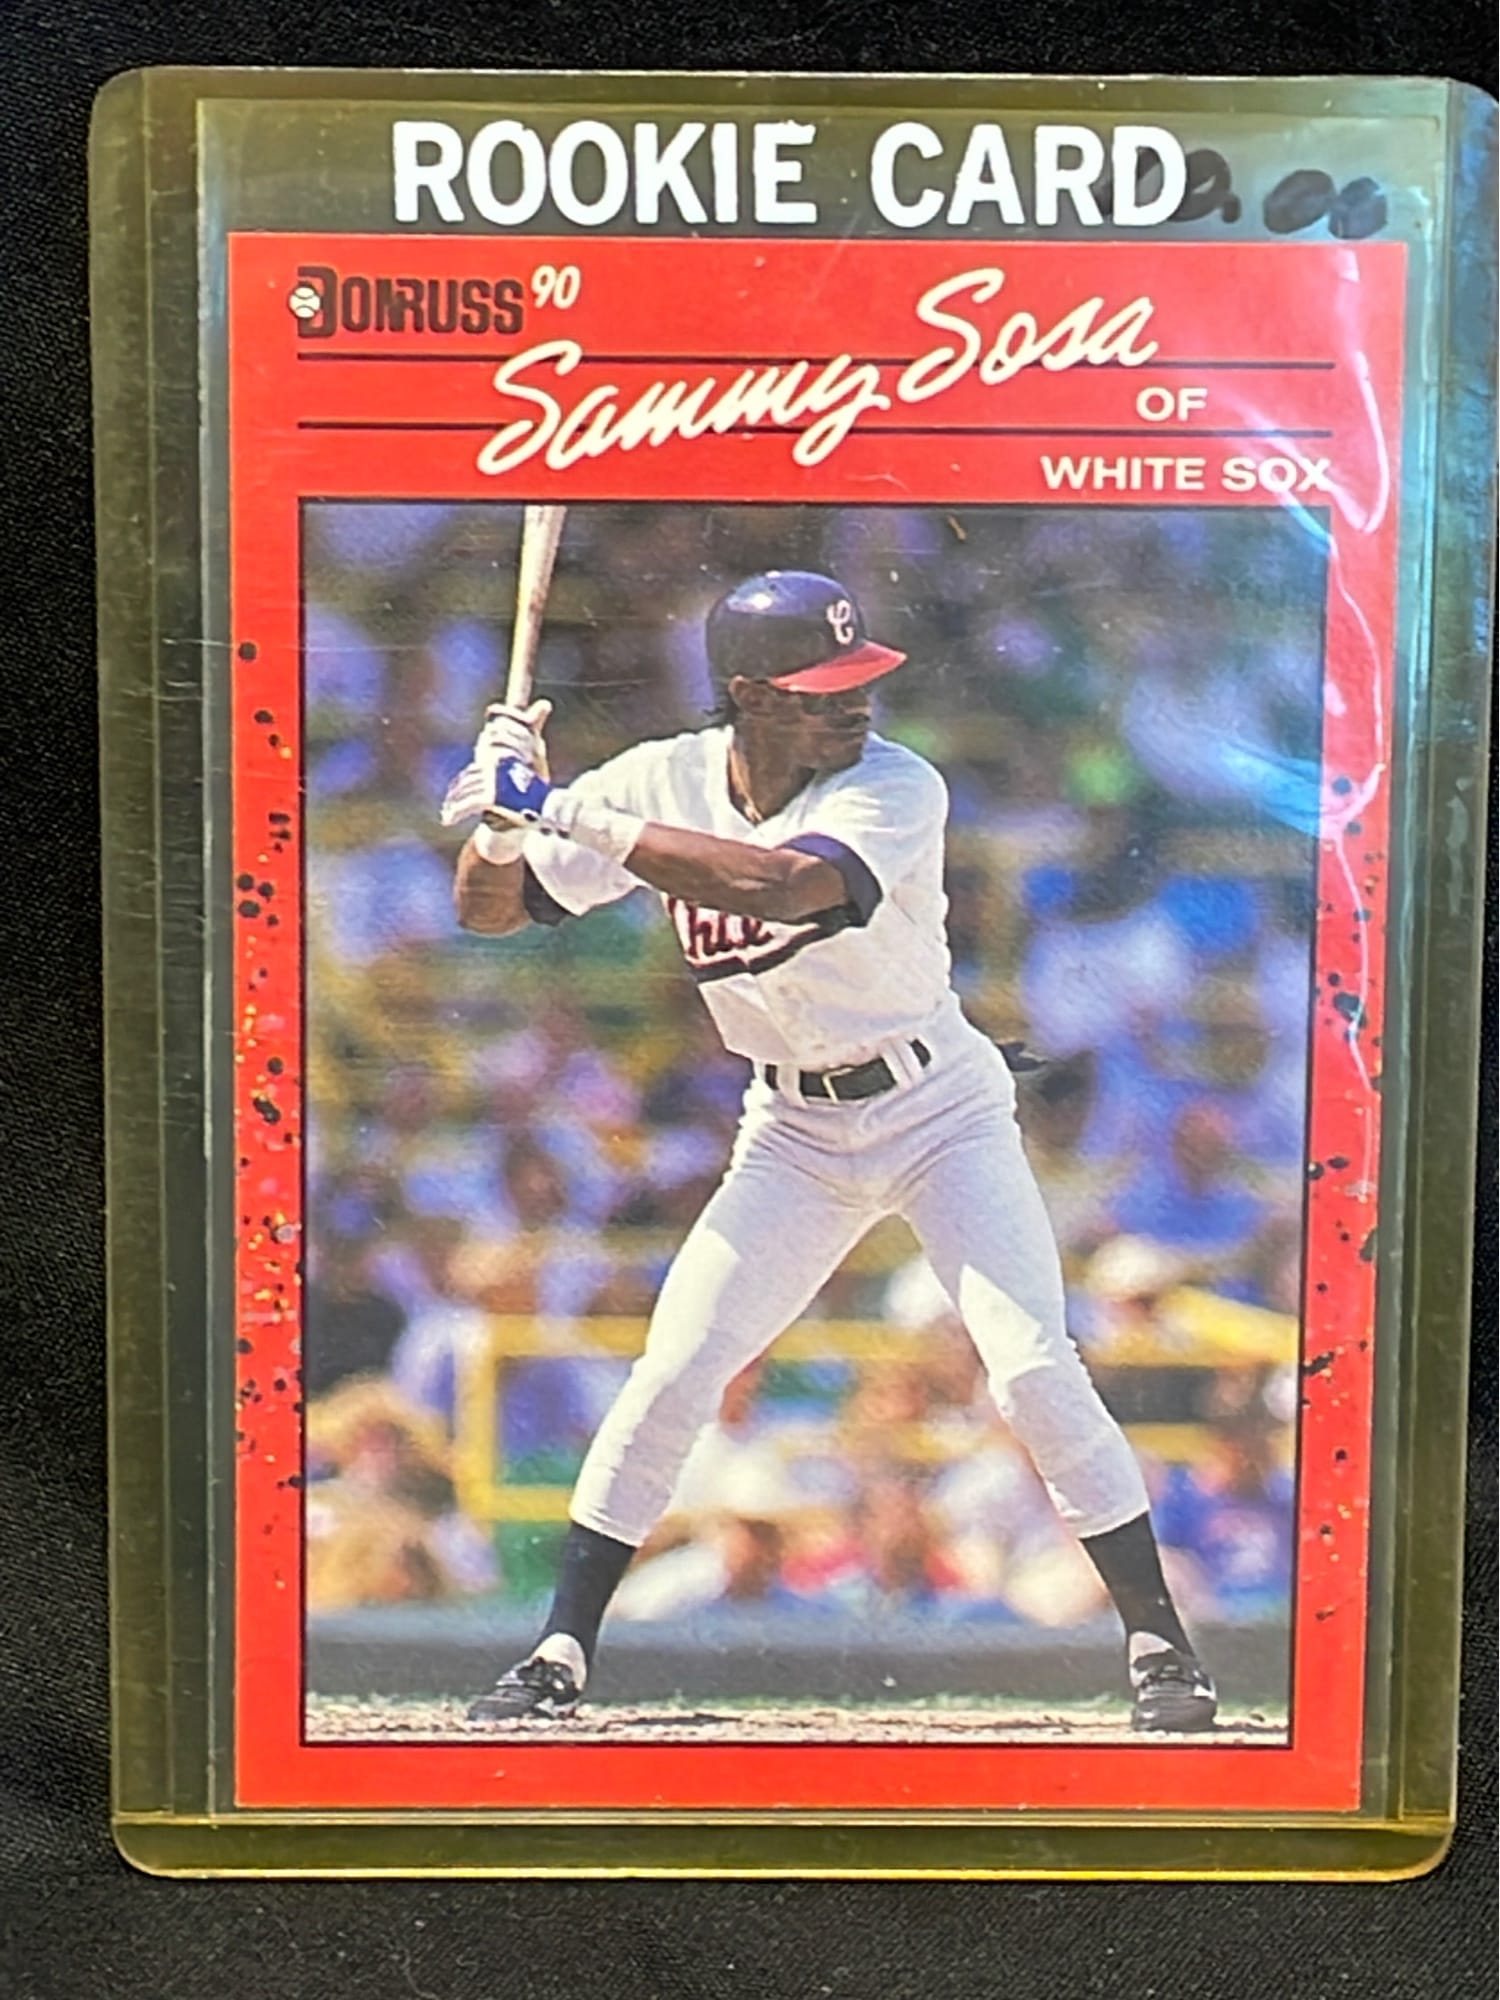 ROOKIE CARD
DONRUSS 90
Sammy Sosa
OF
WHITE SOX
C